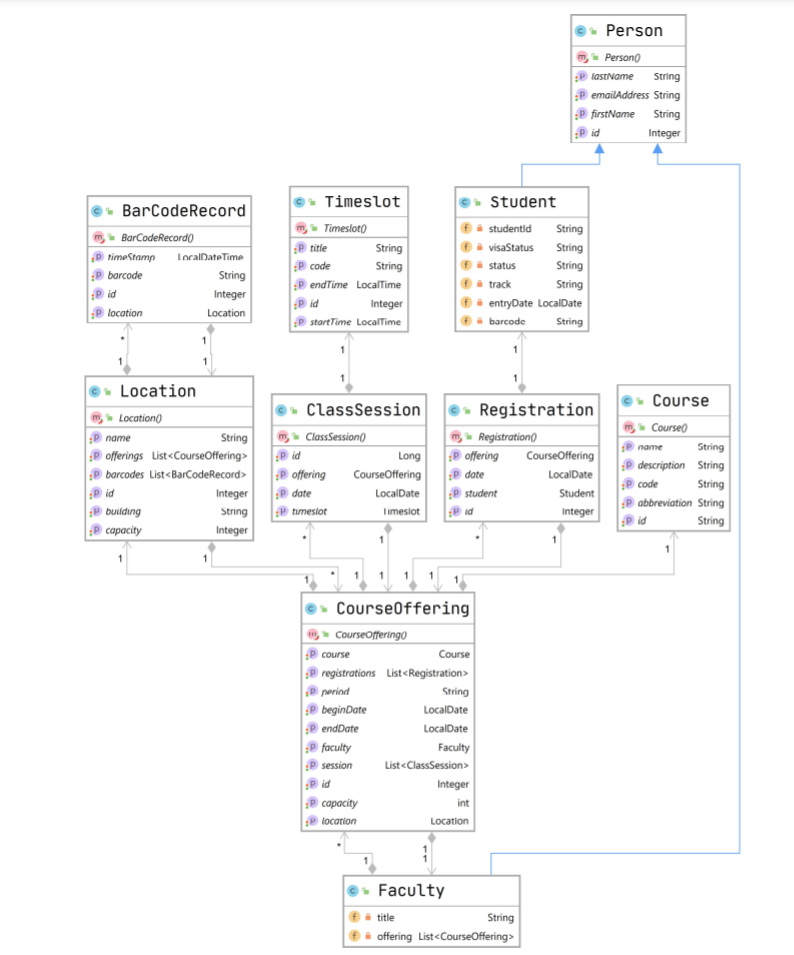 Person
Person()
lastName String
emailAddress String
firstName String
id Integer
BarCodeRecord
BarCodeRecord()
timeStamp LocalDateTime
barcode String
id Integer
location Location
Timeslot
Timeslot()
title String
code String
endTime LocalTime
id Integer
startTime LocalTime
Student
studentId String
visaStatus String
status String
track String
entryDate LocalDate
barcode String
* 1
1 1
1
1
1
1
Location
Location()
name String
offerings List<CourseOffering>
barcodes List<BarCodeRecord>
id Integer
building String
capacity Integer
ClassSession
ClassSession()
id Long
offering CourseOffering
date LocalDate
timeslot Timeslot
Registration
Registration()
offering CourseOffering
date LocalDate
student Student
id Integer
Course
Course()
name String
description String
code String
abbreviation String
id String
* 1 * 1 1
1 1
1 * 1 1 1 1 1
CourseOffering
CourseOffering()
course Course
registrations List<Registration>
period String
beginDate LocalDate
endDate LocalDate
faculty Faculty
session List<ClassSession>
id Integer
capacity int
location Location
* 1
1 1
Faculty
title String
offering List<CourseOffering>